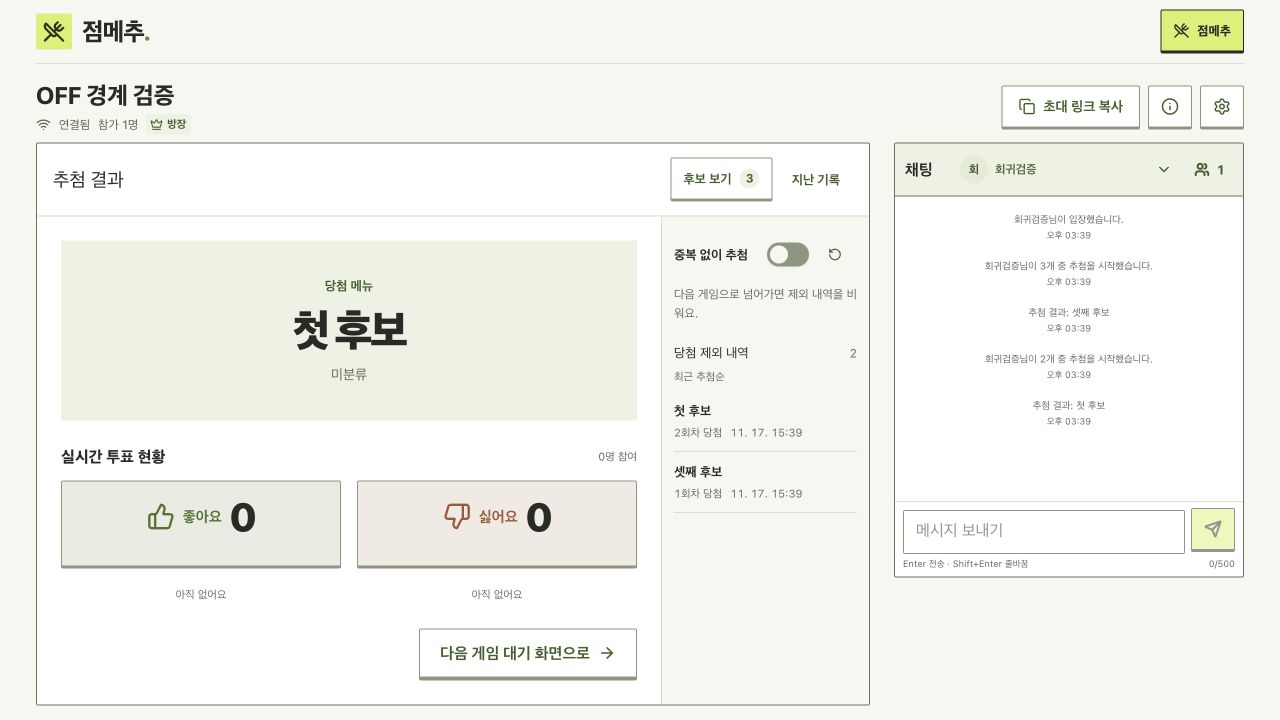 점메추.
점메추
OFF 경계 검증
연결됨 참가 1명 방장
초대 링크 복사
추첨 결과
후보 보기 3
지난 기록
당첨 메뉴
첫 후보
미분류
실시간 투표 현황
0명 참여
좋아요 0
싫어요 0
아직 없어요
아직 없어요
다음 게임 대기 화면으로
중복 없이 추첨
다음 게임으로 넘어가면 제외 내역을 비
워요.
당첨 제외 내역 2
최근 추첨순
첫 후보
2회차 당첨 11. 17. 15:39
셋째 후보
1회차 당첨 11. 17. 15:39
채팅
회 회귀검증
1
회귀검증님이 입장했습니다.
오후 03:39
회귀검증님이 3개 중 추첨을 시작했습니다.
오후 03:39
추첨 결과: 셋째 후보
오후 03:39
회귀검증님이 2개 중 추첨을 시작했습니다.
오후 03:39
추첨 결과: 첫 후보
오후 03:39
메시지 보내기
Enter 전송 · Shift+Enter 줄바꿈
0/500